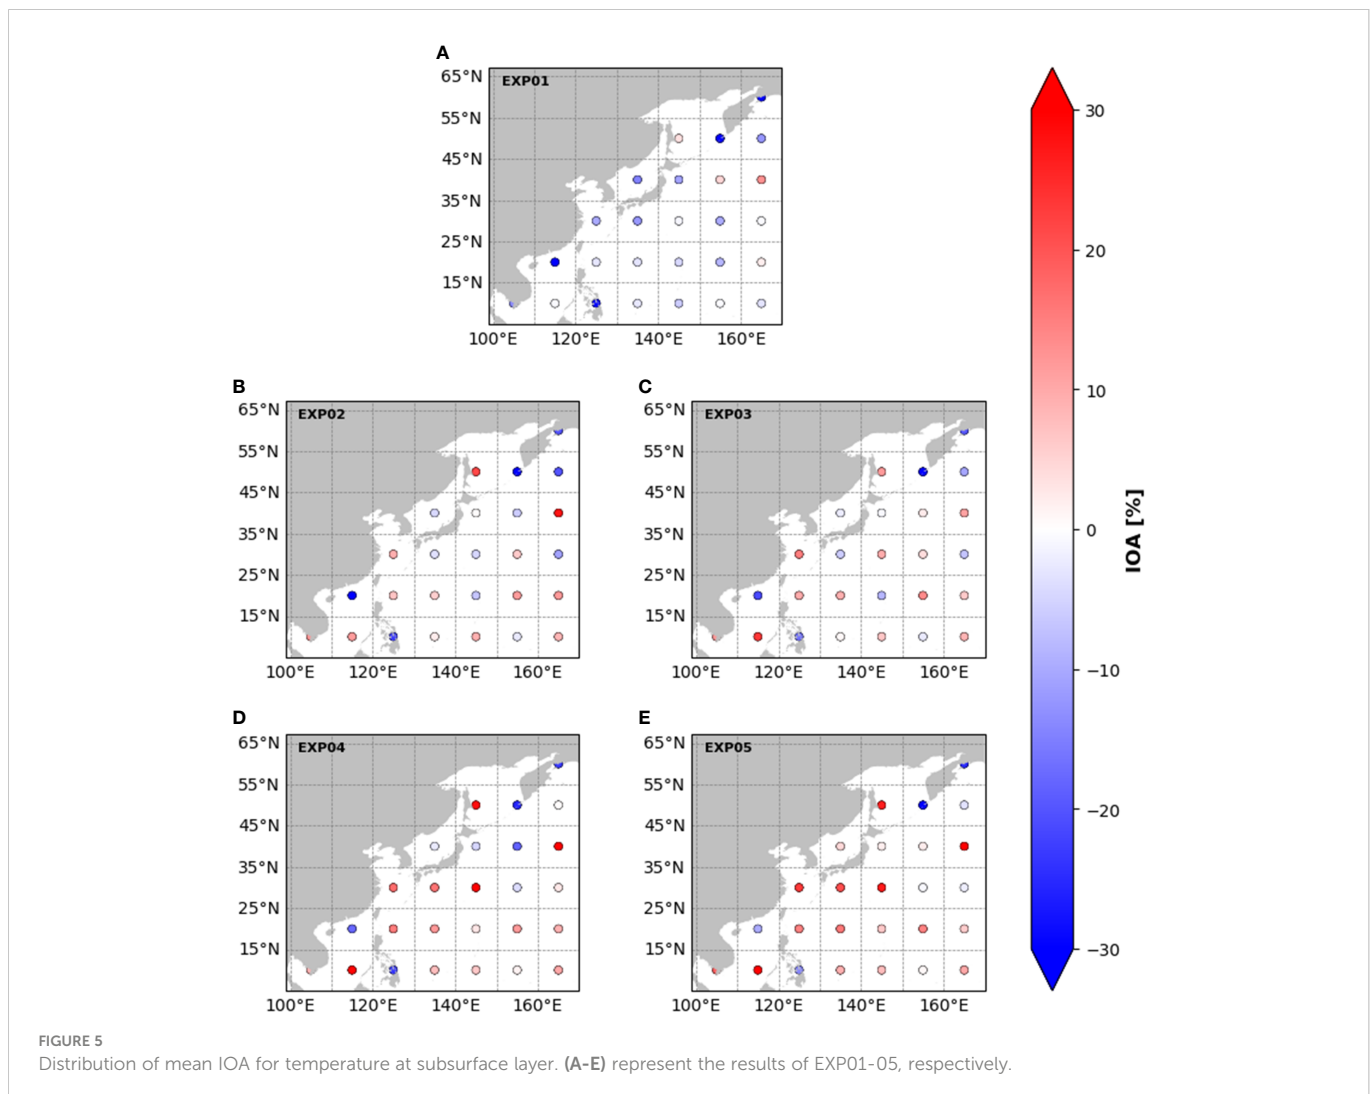 A
EXP01
65°N
55°N
45°N
35°N
25°N
15°N
100°E 120°E 140°E 160°E
B
EXP02
65°N
55°N
45°N
35°N
25°N
15°N
100°E 120°E 140°E 160°E
C
EXP03
65°N
55°N
45°N
35°N
25°N
15°N
100°E 120°E 140°E 160°E
D
EXP04
65°N
55°N
45°N
35°N
25°N
15°N
100°E 120°E 140°E 160°E
E
EXP05
65°N
55°N
45°N
35°N
25°N
15°N
100°E 120°E 140°E 160°E
30
20
10
0
−10
−20
−30
IOA [%]
FIGURE 5
Distribution of mean IOA for temperature at subsurface layer. (A-E) represent the results of EXP01-05, respectively.